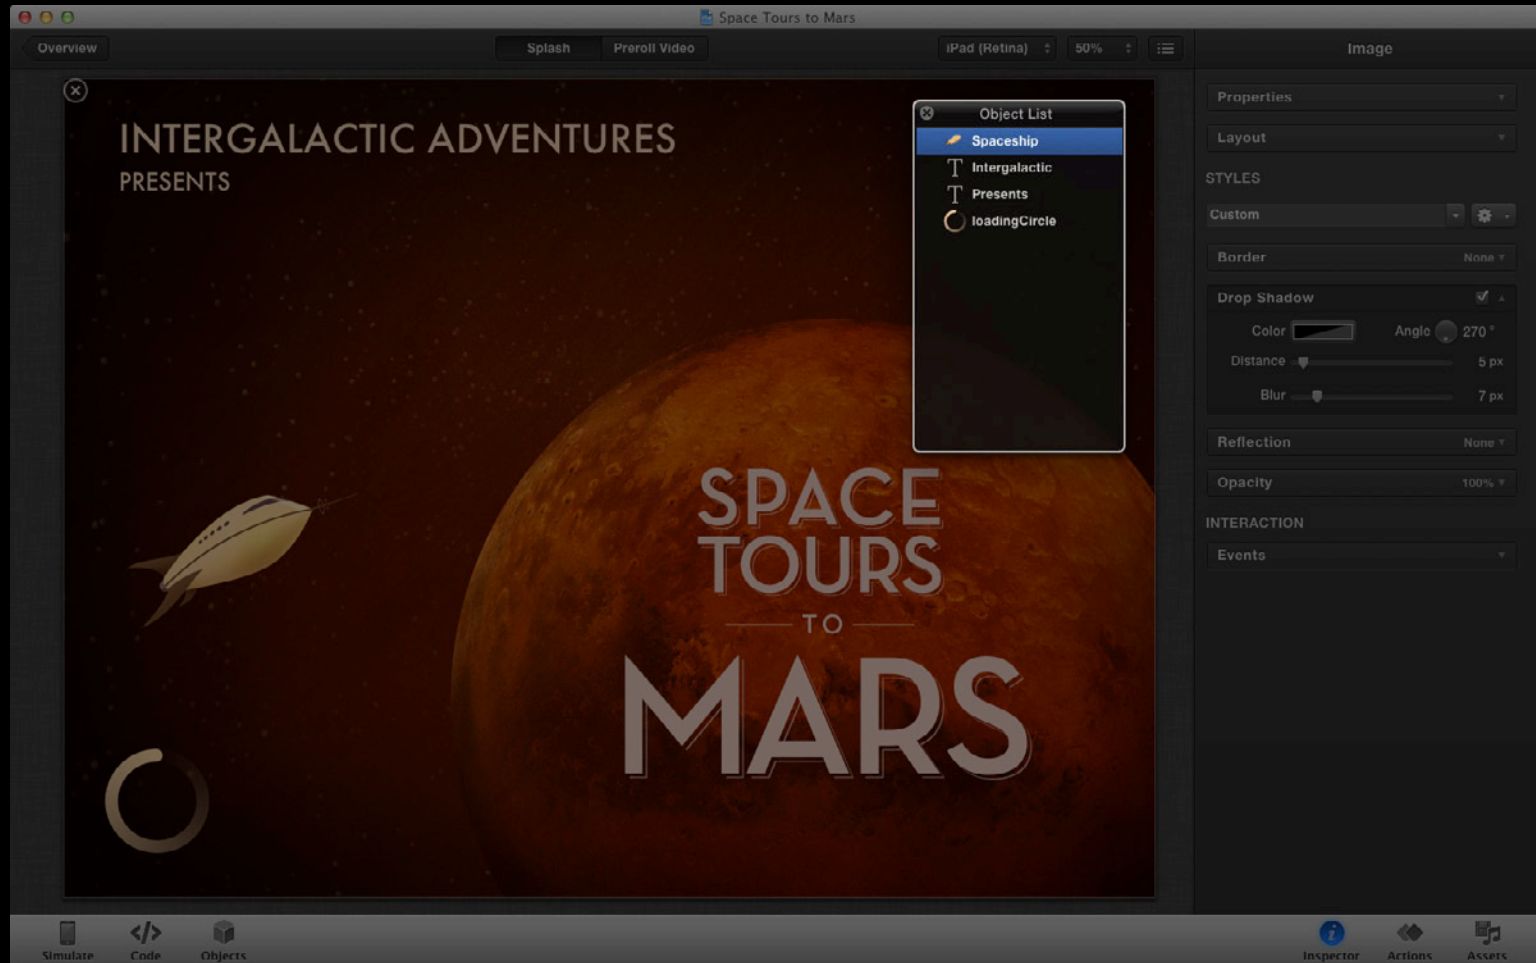 Space Tours to Mars
Overview
Splash
Preroll Video
iPad (Retina)
50%
Image
INTERGALACTIC ADVENTURES
PRESENTS
Object List
Spaceship
Intergalactic
Presents
loadingCircle
SPACE
TOURS
TO
MARS
Properties
Layout
STYLES
Custom
Border None
Drop Shadow
Color Angle 270 °
Distance 5 px
Blur 7 px
Reflection None
Opacity 100%
INTERACTION
Events
Simulate
Code
Objects
Inspector
Actions
Assets